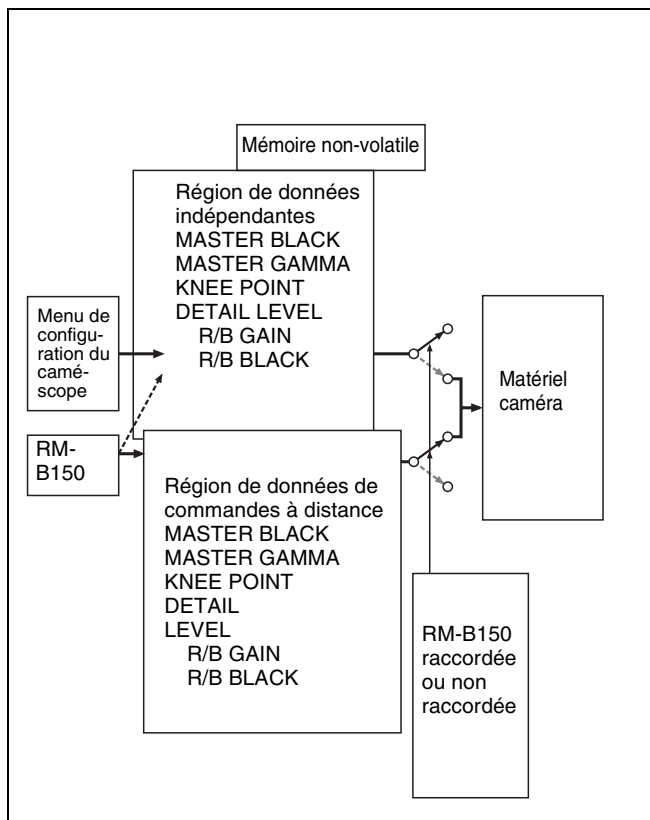 Mémoire non-volatile
Région de données
indépendantes
MASTER BLACK
MASTER GAMMA
KNEE POINT
DETAIL LEVEL
R/B GAIN
R/B BLACK
Menu de
configu-
ration du
camé-
scope
RM-
B150
Matériel
caméra
Région de données de
commandes à distance
MASTER BLACK
MASTER GAMMA
KNEE POINT
DETAIL
LEVEL
R/B GAIN
R/B BLACK
RM-B150
raccordée
ou non
raccordée